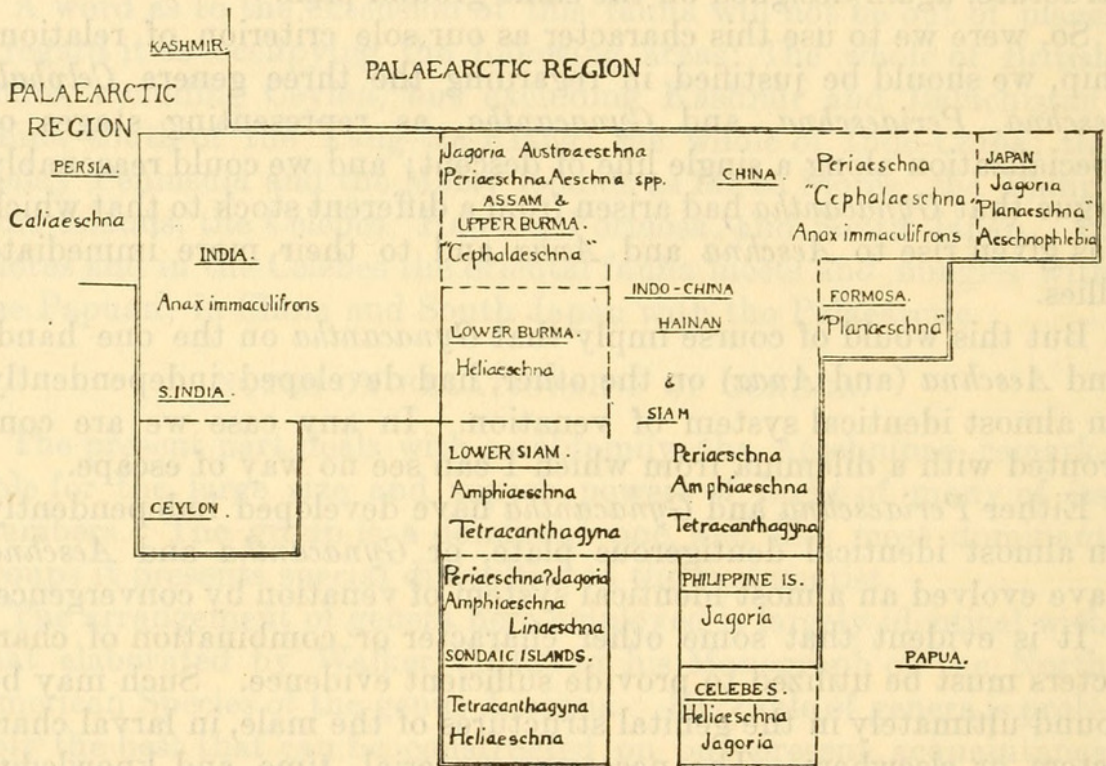 KASHMIR.
PALAEARCTIC REGION
PALAEARCTIC
REGION
PERSIA.
Caliaeschna
INDIA.
Anax immaculifrons
S.INDIA.
CEYLON.
Jagoria Austroaeschna
Periaeschna Aeschna spp.
ASSAM &
UPPER BURMA.
"Cephalaeschna"
LOWER BURMA.
Heliaeschna
CHINA
INDO-CHINA
HAINAN
&
SIAM
Periaeschna
"Cephalaeschna"
Anax immaculifrons
JAPAN
Jagoria
"Planaeschna"
Aeschnophlebia
FORMOSA.
"Planaeschna"
LOWER SIAM.
Amphiaeschna
Tetracanthagyna
Periaeschna
Amphiaeschna
Tetracanthagyna
Periaeschna? Jagoria
Amphiaeschna
Linaeschna
SONDAIC ISLANDS.
Tetracanthagyna
Heliaeschna
PHILIPPINE IS.
Jagoria
CELEBES.
Heliaeschna
Jagoria
PAPUA.